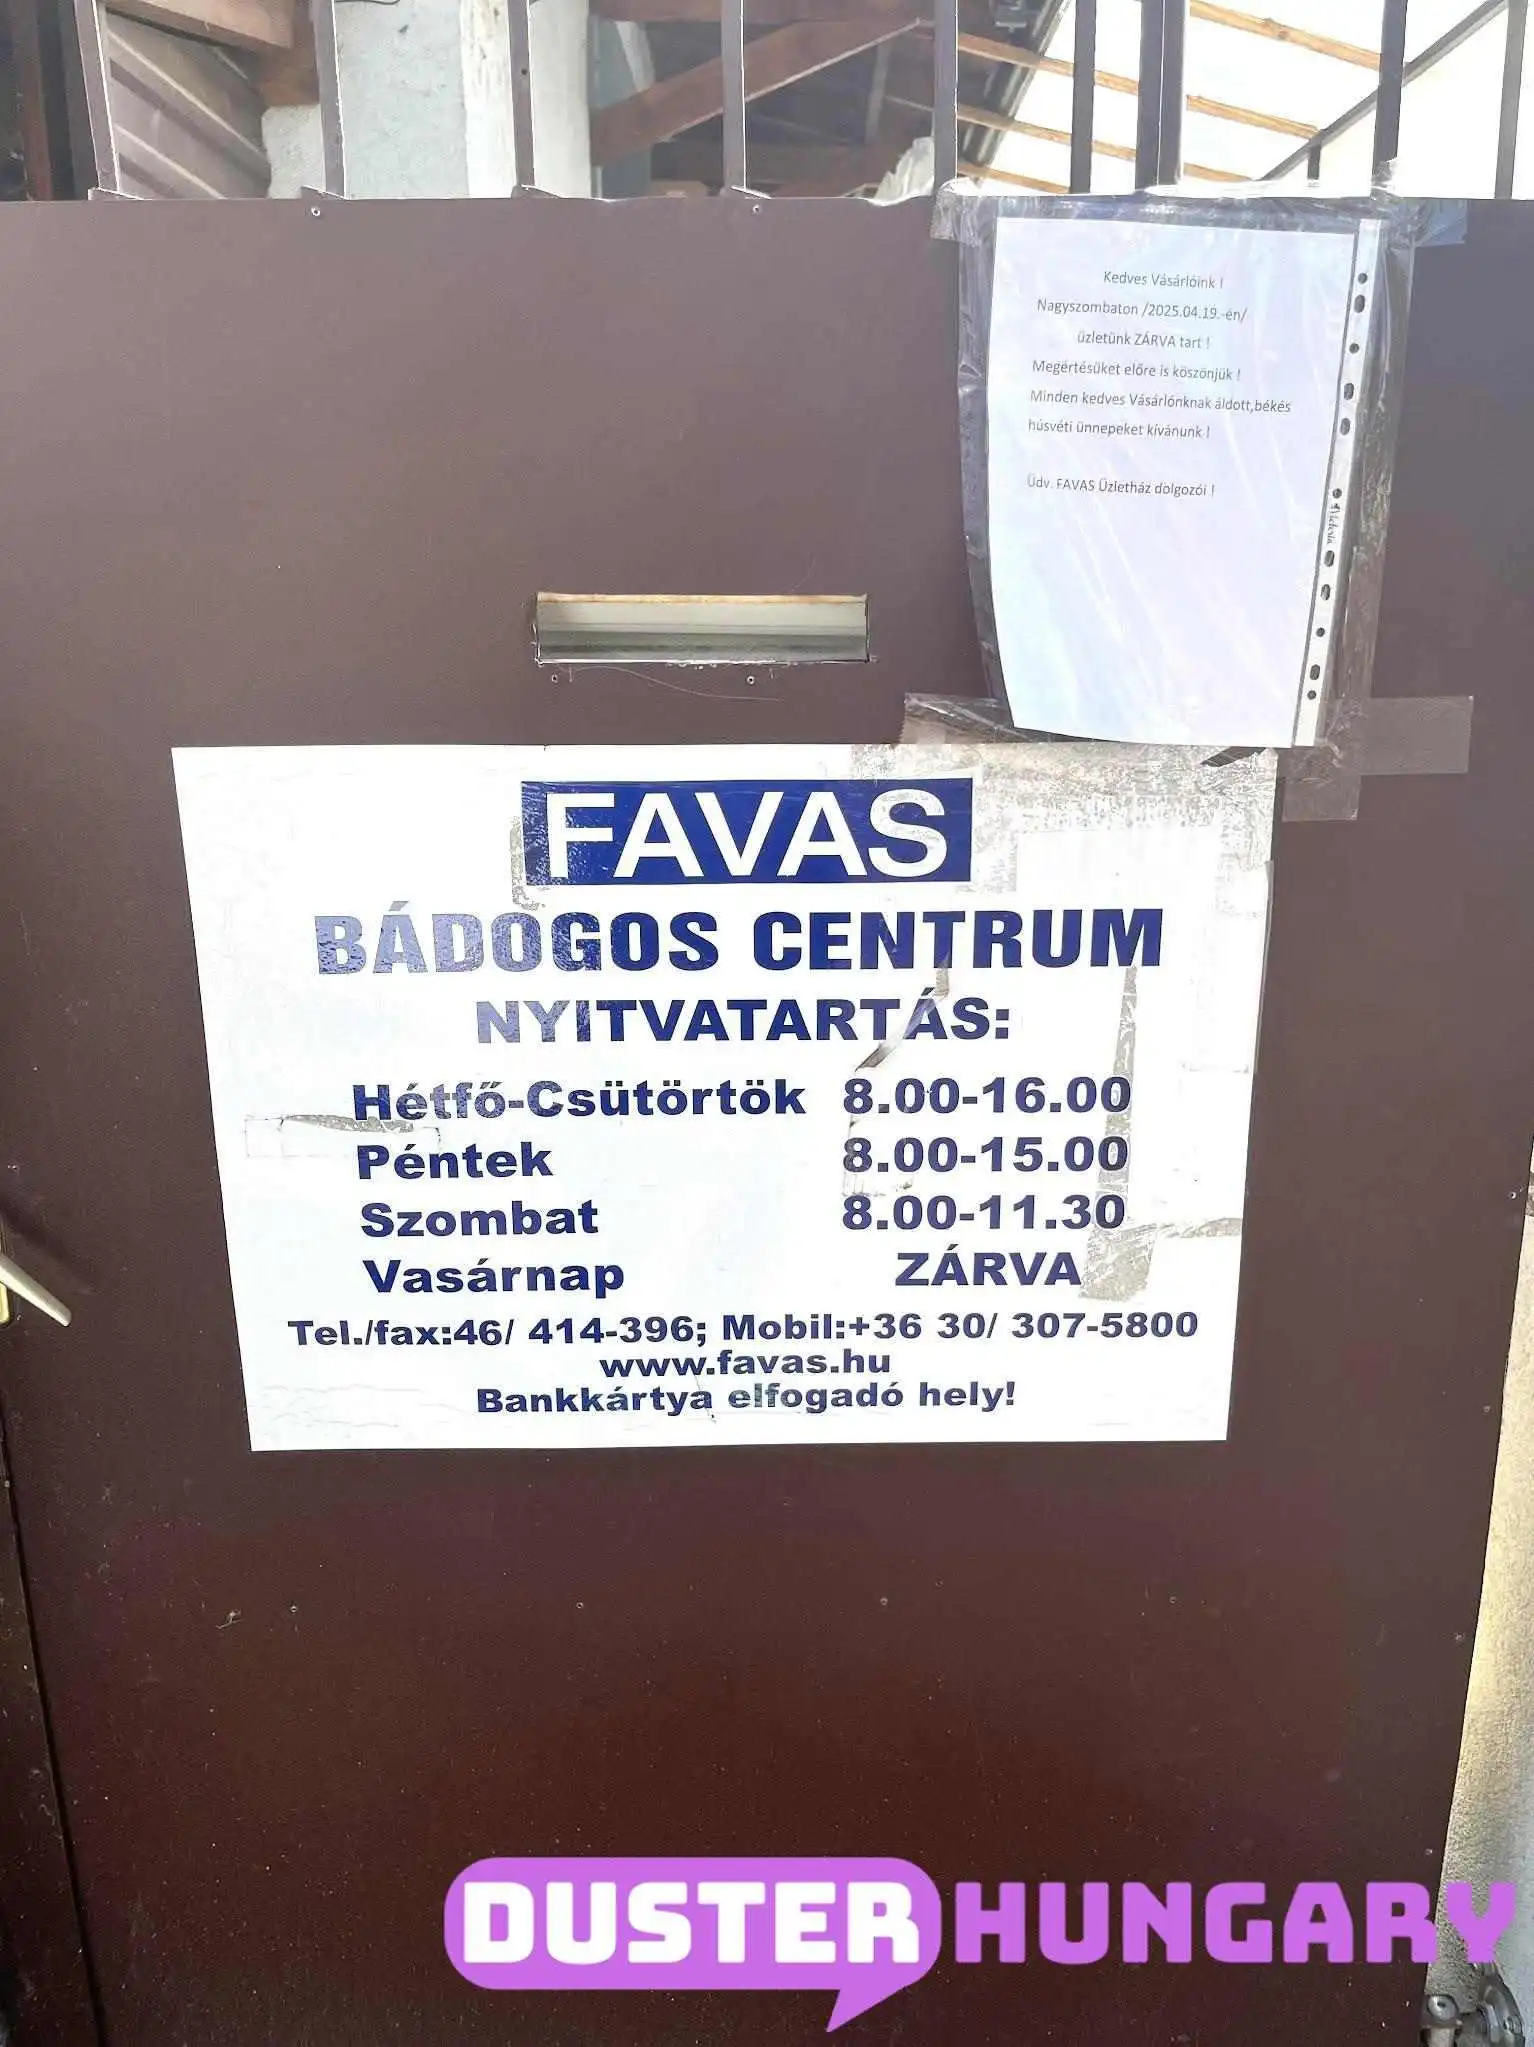 Kedves Vásárlóink !
Nagyszombaton /2025.04.19.-én/
üzletünk ZÁRVA tart !
Megértésüket előre is köszönjük !
Minden kedves Vásárlónknak áldott,békés
húsvéti ünnepeket kívánunk !
Üdv. FAVAS Üzletház dolgozói !
FAVAS
BÁDOGOS CENTRUM
NYITVATARTÁS:
Hétfő-Csütörtök 8.00-16.00
Péntek 8.00-15.00
Szombat 8.00-11.30
Vasárnap ZÁRVA
Tel./fax:46/ 414-396; Mobil:+36 30/ 307-5800
www.favas.hu
Bankkártya elfogadó hely!
DUSTERHUNGARY